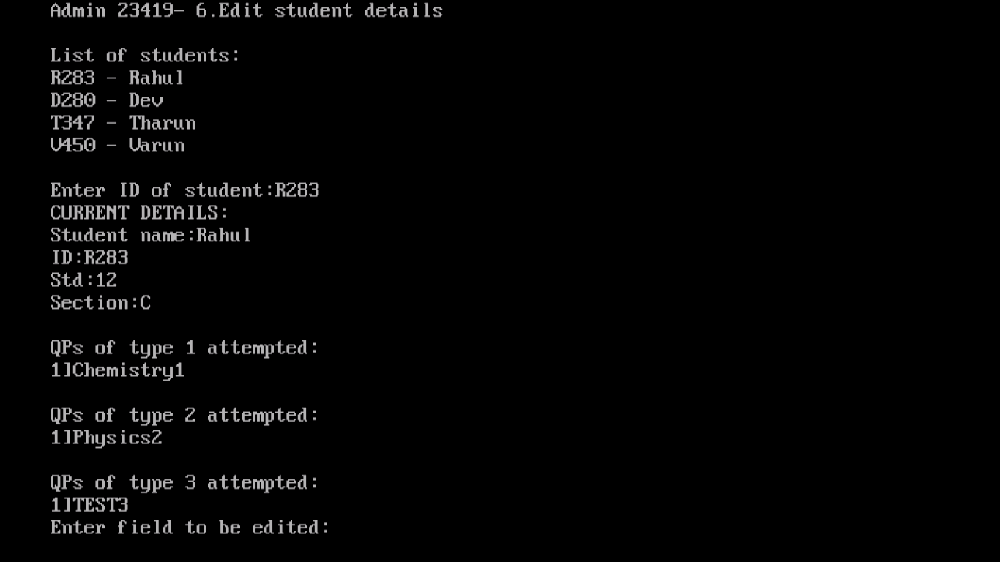 Admin 23419- 6.Edit student details
List of students:
R283 - Rahul
D280 - Dev
T347 - Tharun
V450 - Varun
Enter ID of student:R283
CURRENT DETAILS:
Student name:Rahul
ID:R283
Std:12
Section:C
QPs of type 1 attempted:
1]Chemistry1
QPs of type 2 attempted:
1]Physics2
QPs of type 3 attempted:
1]TEST3
Enter field to be edited: